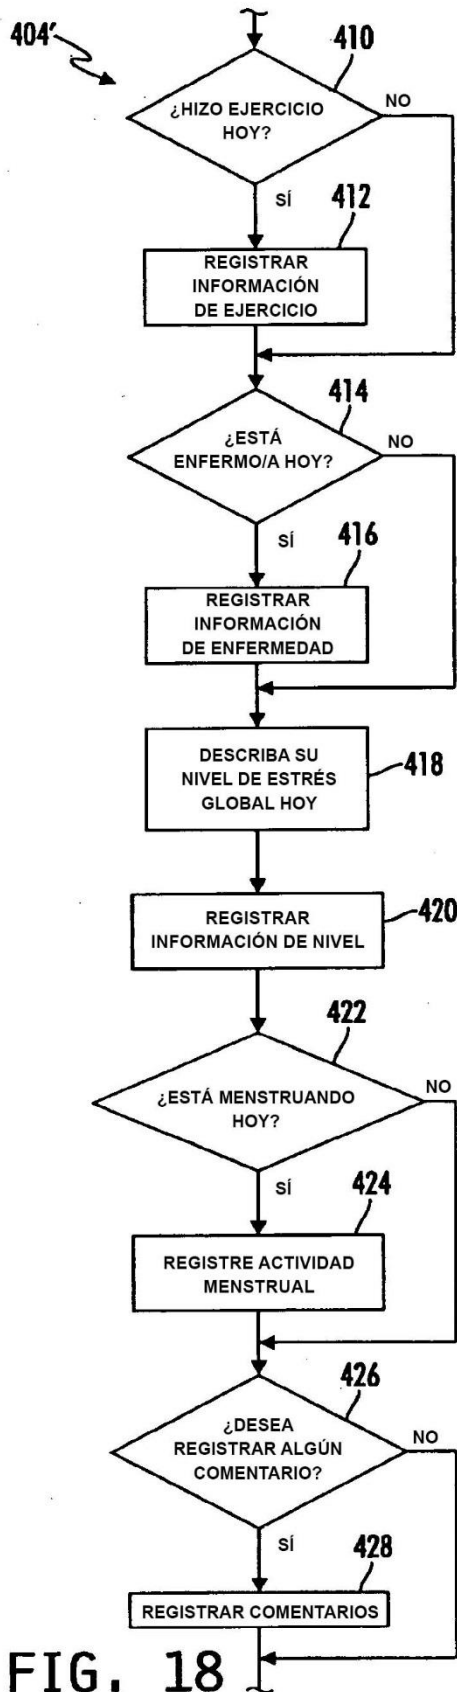 404'
410
¿HIZO EJERCICIO
HOY?
NO
SÍ
412
REGISTRAR
INFORMACIÓN
DE EJERCICIO
414
¿ESTÁ
ENFERMO/A HOY?
NO
SÍ
416
REGISTRAR
INFORMACIÓN
DE ENFERMEDAD
DESCRIBA SU
NIVEL DE ESTRÉS
GLOBAL HOY
418
REGISTRAR
INFORMACIÓN DE NIVEL
420
422
¿ESTÁ MENSTRUANDO
HOY?
NO
SÍ
424
REGISTRE ACTIVIDAD
MENSTRUAL
426
¿DESEA
REGISTRAR ALGÚN
COMENTARIO?
NO
SÍ
428
REGISTRAR COMENTARIOS
FIG. 18